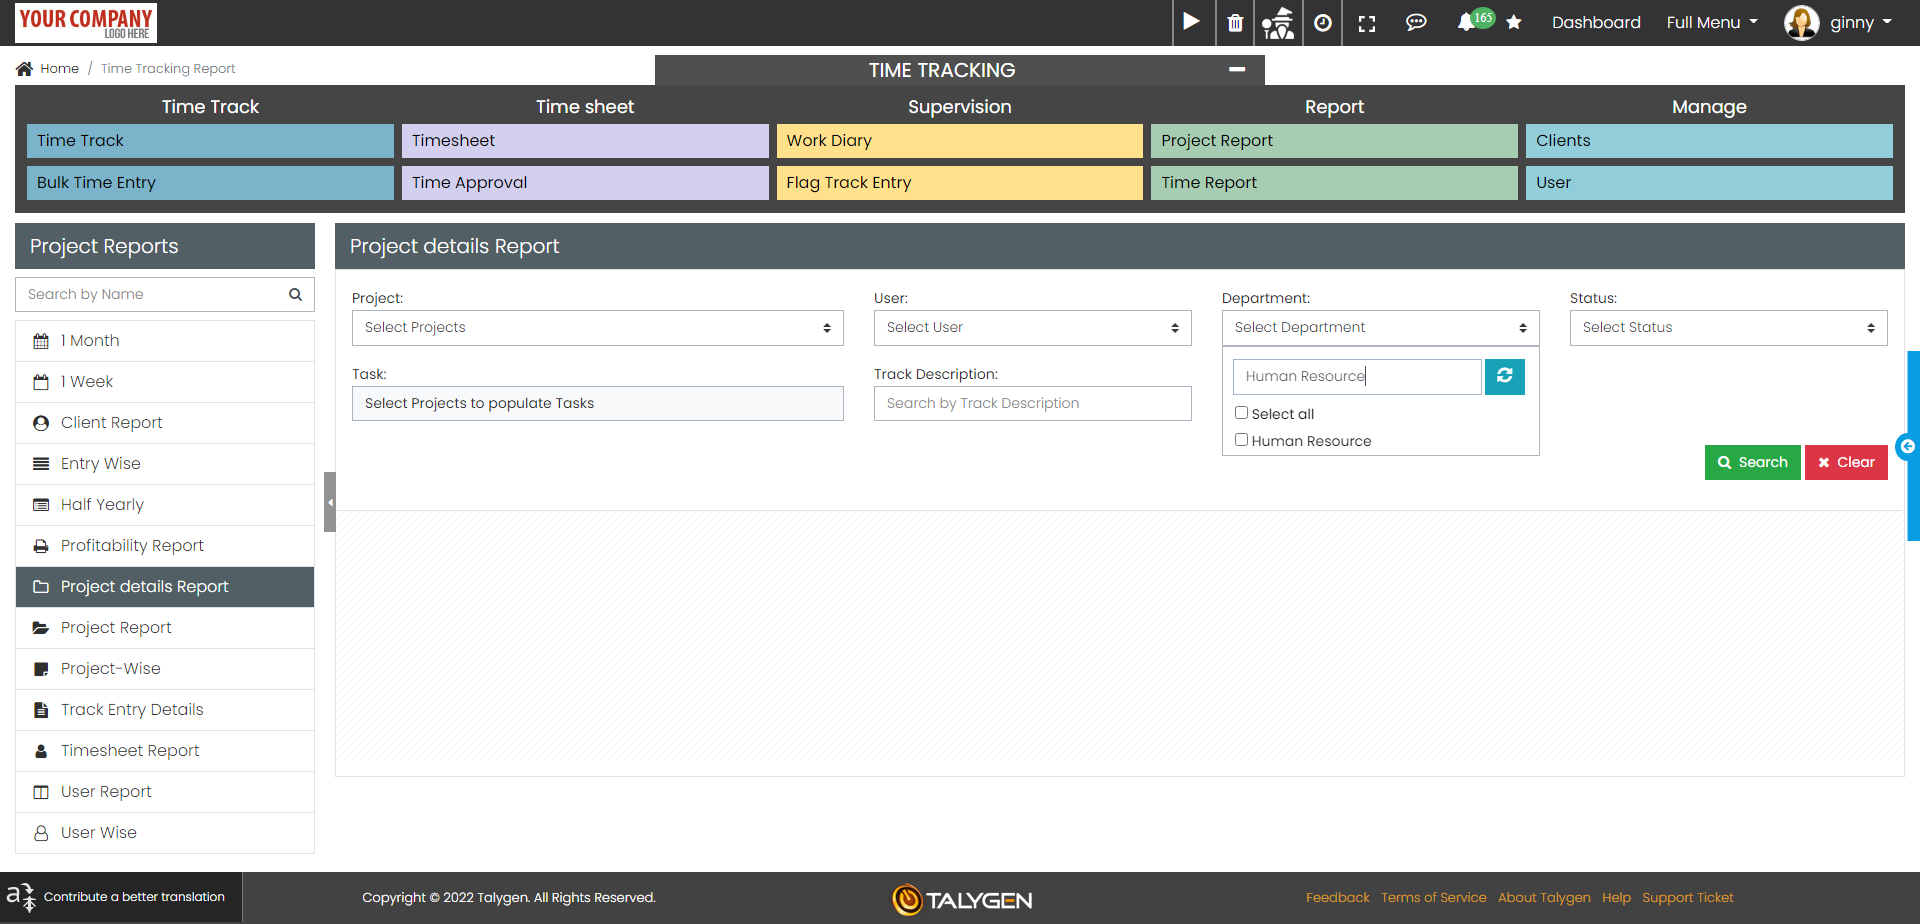 YOUR COMPANY
LOGO HERE
165
Dashboard
Full Menu
ginny
Home / Time Tracking Report
TIME TRACKING
Time Track
Time sheet
Supervision
Report
Manage
Time Track
Timesheet
Work Diary
Project Report
Clients
Bulk Time Entry
Time Approval
Flag Track Entry
Time Report
User
Project Reports
Project details Report
Search by Name
1 Month
1 Week
Client Report
Entry Wise
Half Yearly
Profitability Report
Project details Report
Project Report
Project-Wise
Track Entry Details
Timesheet Report
User Report
User Wise
Project:
User:
Department:
Status:
Select Projects
Select User
Select Department
Select Status
Task:
Track Description:
Human Resource
Select Projects to populate Tasks
Search by Track Description
Select all
Human Resource
Search
Clear
Contribute a better translation
Copyright © 2022 Talygen. All Rights Reserved.
TALYGEN
Feedback
Terms of Service
About Talygen
Help
Support Ticket